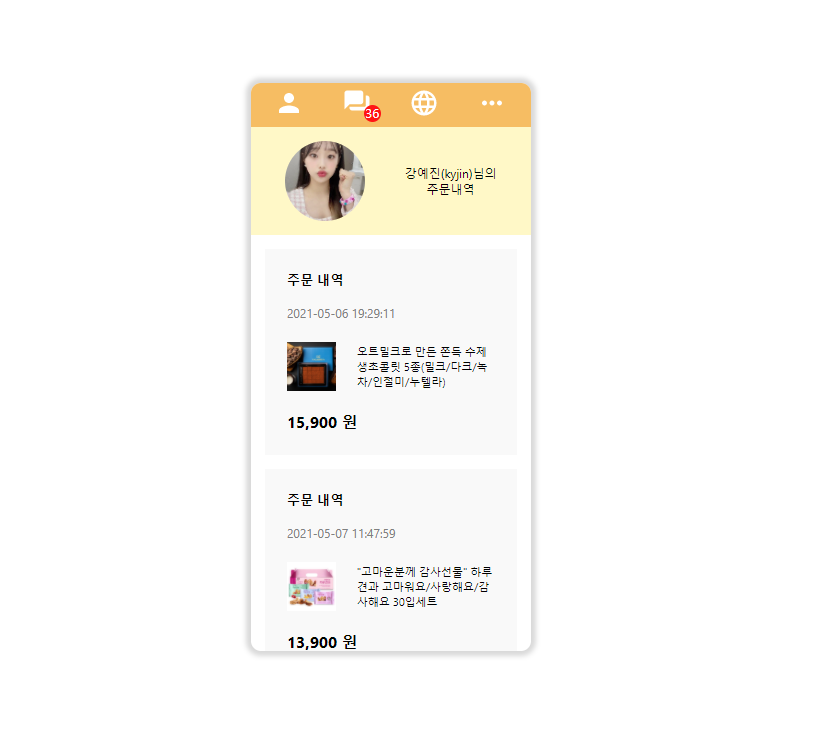 36
강예진(kyjin)님의
주문내역
주문 내역
2021-05-06 19:29:11
오트밀크로 만든 쫀득 수제
생초콜릿 5종(밀크/다크/녹
차/인절미/누텔라)
15,900 원
주문 내역
2021-05-07 11:47:59
"고마운분께 감사선물" 하루
견과 고마워요/사랑해요/감
사해요 30입세트
13,900 원